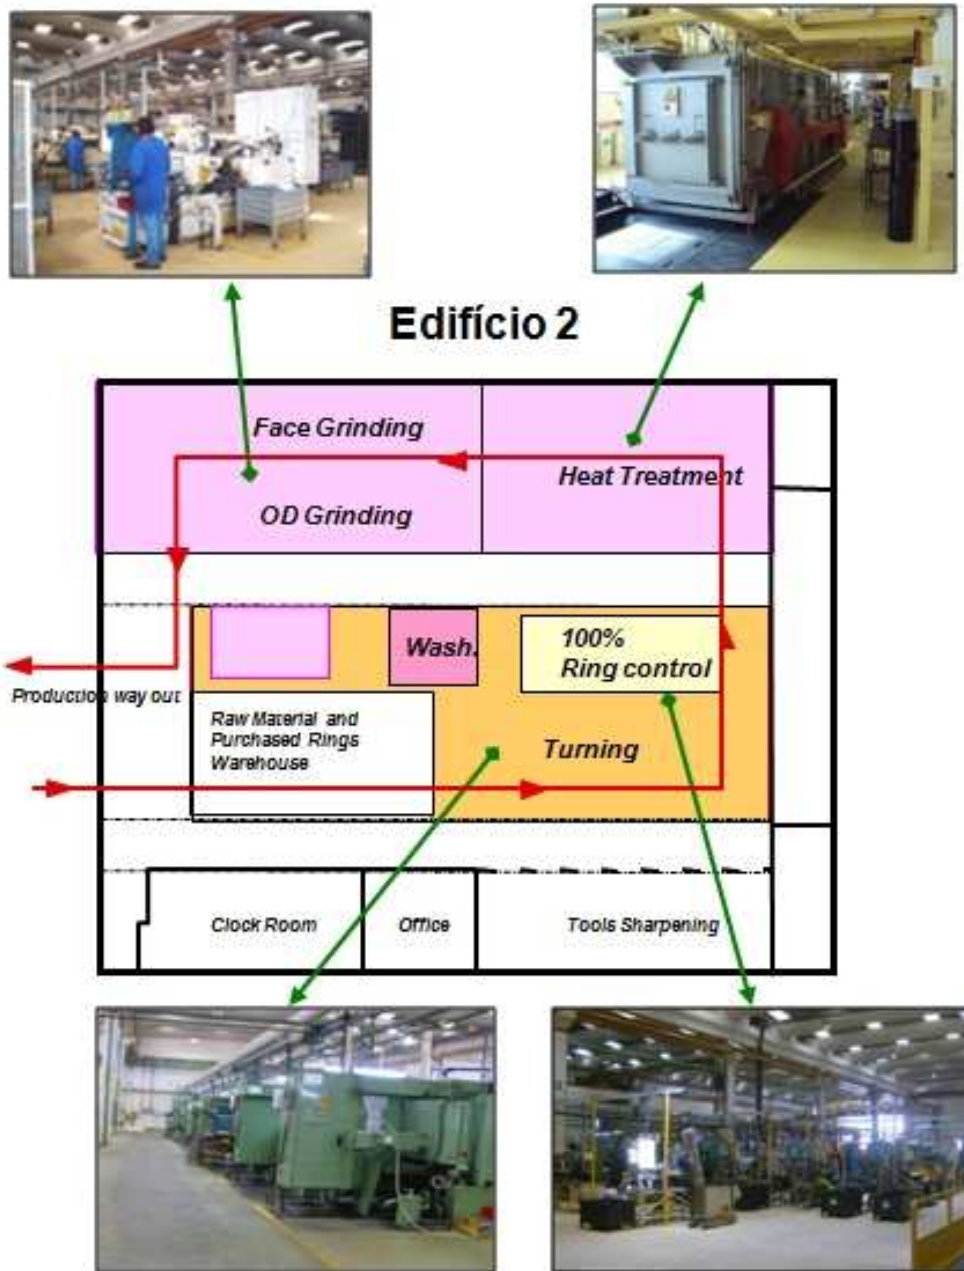 Edifício 2
Face Grinding
OD Grinding
Heat Treatment
Wash.
100%
Ring control
Production way out
Raw Material and
Purchased Rings
Warehouse
Turning
Clock Room
Office
Tools Sharpening